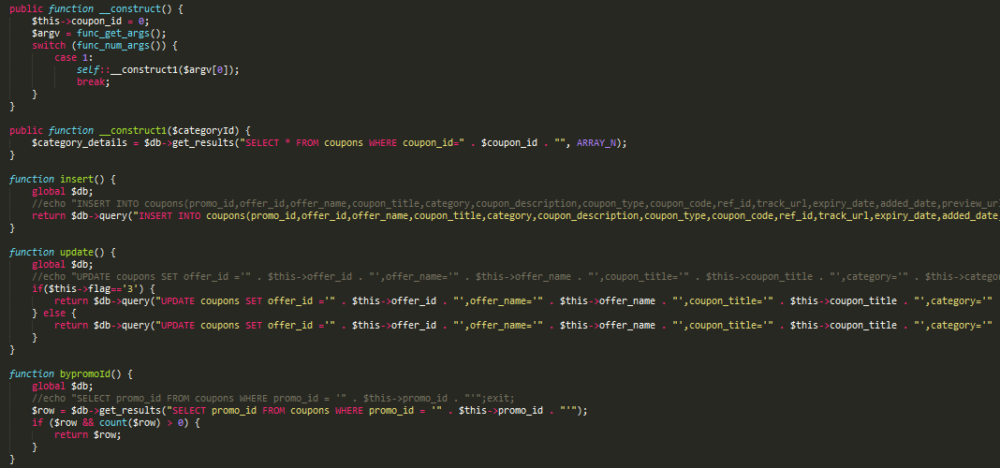 public function __construct() {
    $this->coupon_id = 0;
    $argv = func_get_args();
    switch (func_num_args()) {
        case 1:
            self::__construct1($argv[0]);
            break;
    }
}
public function __construct1($categoryId) {
    $category_details = $db->get_results("SELECT * FROM coupons WHERE coupon_id=" . $coupon_id . "", ARRAY_N);
}
function insert() {
    global $db;
    //echo "INSERT INTO coupons(promo_id,offer_id,offer_name,coupon_title,category,coupon_description,coupon_type,coupon_code,ref_id,track_url,expiry_date,added_date,preview_ur
    return $db->query("INSERT INTO coupons(promo_id,offer_id,offer_name,coupon_title,category,coupon_description,coupon_type,coupon_code,ref_id,track_url,expiry_date,added_date,
}
function update() {
    global $db;
    //echo "UPDATE coupons SET offer_id ='" . $this->offer_id . "',offer_name='" . $this->offer_name . "',coupon_title='" . $this->coupon_title . "',category='" . $this->catego
    if($this->flag=='3') {
        return $db->query("UPDATE coupons SET offer_id ='" . $this->offer_id . "',offer_name='" . $this->offer_name . "',coupon_title='" . $this->coupon_title . "',category='"
    } else {
        return $db->query("UPDATE coupons SET offer_id ='" . $this->offer_id . "',offer_name='" . $this->offer_name . "',coupon_title='" . $this->coupon_title . "',category='"
    }
}
function bypromoId() {
    global $db;
    //echo "SELECT promo_id FROM coupons WHERE promo_id = '" . $this->promo_id . "'";exit;
    $row = $db->get_results("SELECT promo_id FROM coupons WHERE promo_id = '" . $this->promo_id . "'");
    if ($row && count($row) > 0) {
        return $row;
    }
}